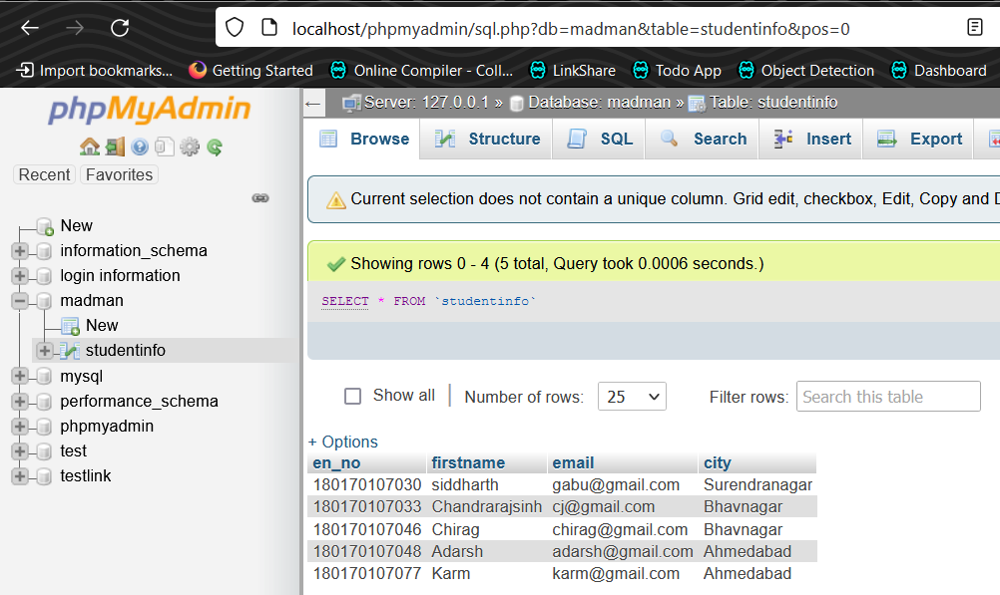 localhost/phpmyadmin/sql.php?db=madman&table=studentinfo&pos=0
Import bookmarks... Getting Started Online Compiler - Coll... LinkShare Todo App Object Detection Dashboard
phpMyAdmin
Recent Favorites
New
information_schema
login information
madman
New
studentinfo
mysql
performance_schema
phpmyadmin
test
testlink
Server: 127.0.0.1 » Database: madman » Table: studentinfo
Browse Structure SQL Search Insert Export
Current selection does not contain a unique column. Grid edit, checkbox, Edit, Copy and D
Showing rows 0 - 4 (5 total, Query took 0.0006 seconds.)
SELECT * FROM `studentinfo`
Show all Number of rows: 25 Filter rows: Search this table
+ Options
en_no firstname email city
180170107030 siddharth gabu@gmail.com Surendranagar
180170107033 Chandrarajsinh cj@gmail.com Bhavnagar
180170107046 Chirag chirag@gmail.com Bhavnagar
180170107048 Adarsh adarsh@gmail.com Ahmedabad
180170107077 Karm karm@gmail.com Ahmedabad